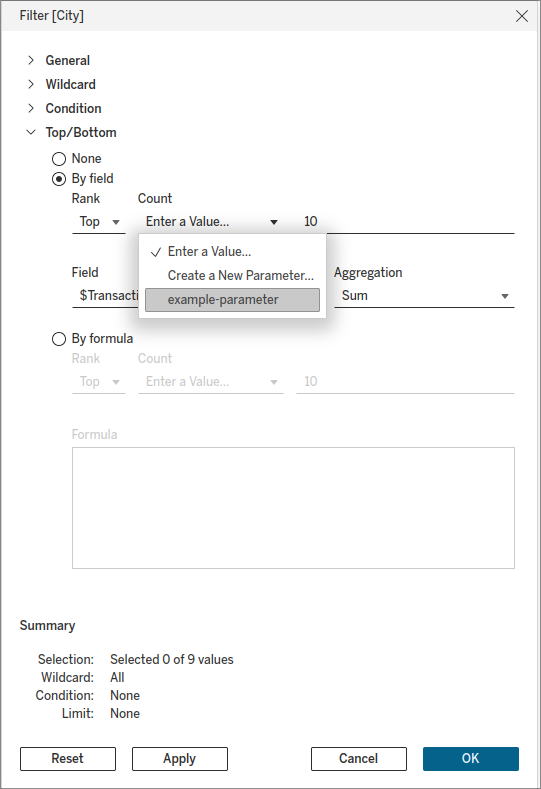 Filter [City]
General
Wildcard
Condition
Top/Bottom
None
By field
Rank Count
Top Enter a Value... 10
Enter a Value...
Create a New Parameter...
example-parameter
Field Aggregation
$Transacti Sum
By formula
Rank Count
Top Enter a Value... 10
Formula
Summary
Selection: Selected 0 of 9 values
Wildcard: All
Condition: None
Limit: None
Reset Apply Cancel OK